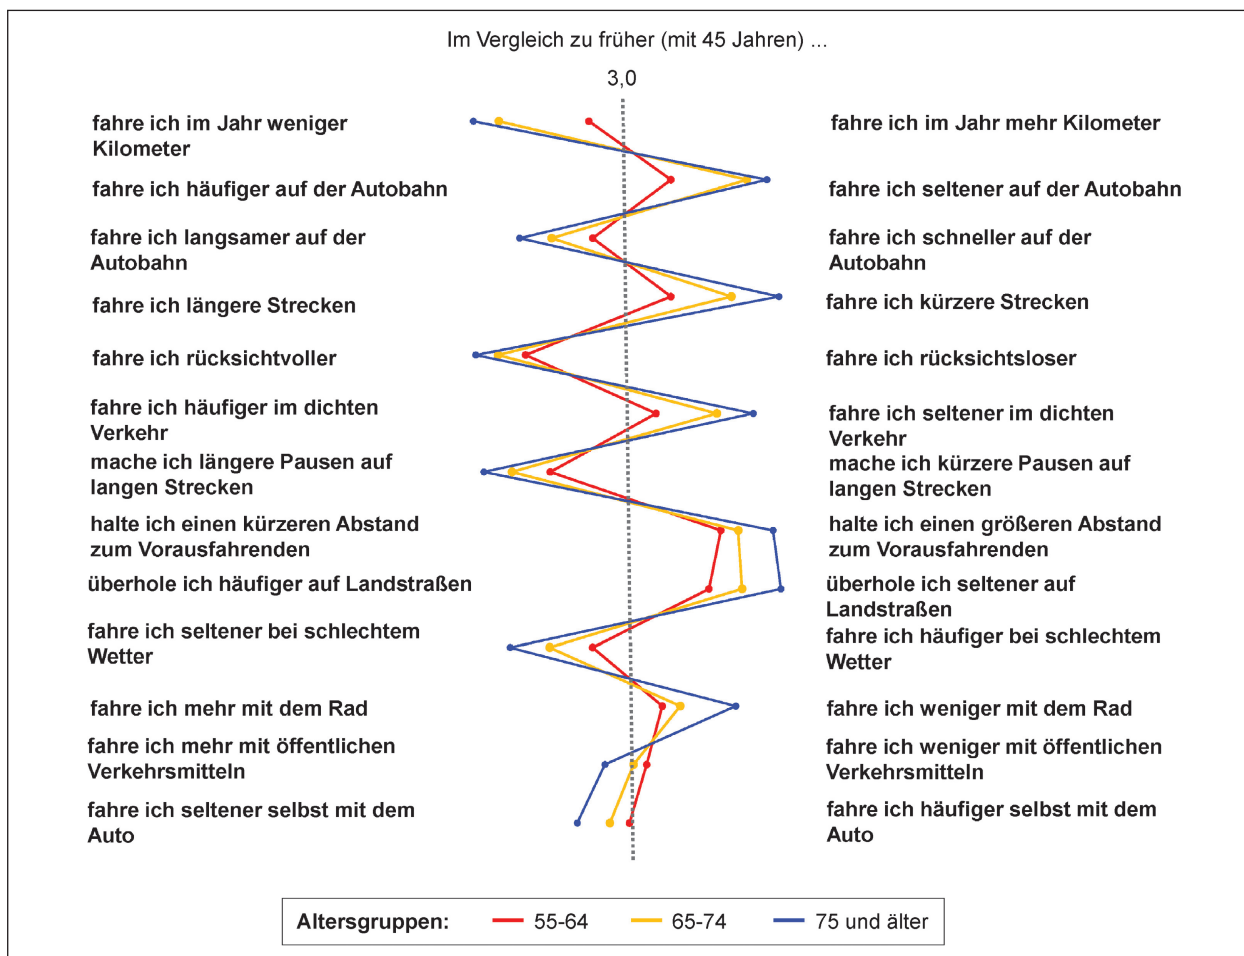 Im Vergleich zu früher (mit 45 Jahren) ...
3,0
fahre ich im Jahr weniger
Kilometer
fahre ich im Jahr mehr Kilometer
fahre ich häufiger auf der Autobahn
fahre ich seltener auf der Autobahn
fahre ich langsamer auf der
Autobahn
fahre ich schneller auf der
Autobahn
fahre ich längere Strecken
fahre ich kürzere Strecken
fahre ich rücksichtvoller
fahre ich rücksichtsloser
fahre ich häufiger im dichten
Verkehr
fahre ich seltener im dichten
Verkehr
mache ich längere Pausen auf
langen Strecken
mache ich kürzere Pausen auf
langen Strecken
halte ich einen kürzeren Abstand
zum Vorausfahrenden
halte ich einen größeren Abstand
zum Vorausfahrenden
überhole ich häufiger auf Landstraßen
überhole ich seltener auf
Landstraßen
fahre ich seltener bei schlechtem
Wetter
fahre ich häufiger bei schlechtem
Wetter
fahre ich mehr mit dem Rad
fahre ich weniger mit dem Rad
fahre ich mehr mit öffentlichen
Verkehrsmitteln
fahre ich weniger mit öffentlichen
Verkehrsmitteln
fahre ich seltener selbst mit dem
Auto
fahre ich häufiger selbst mit dem
Auto
Altersgruppen: 55-64 65-74 75 und älter